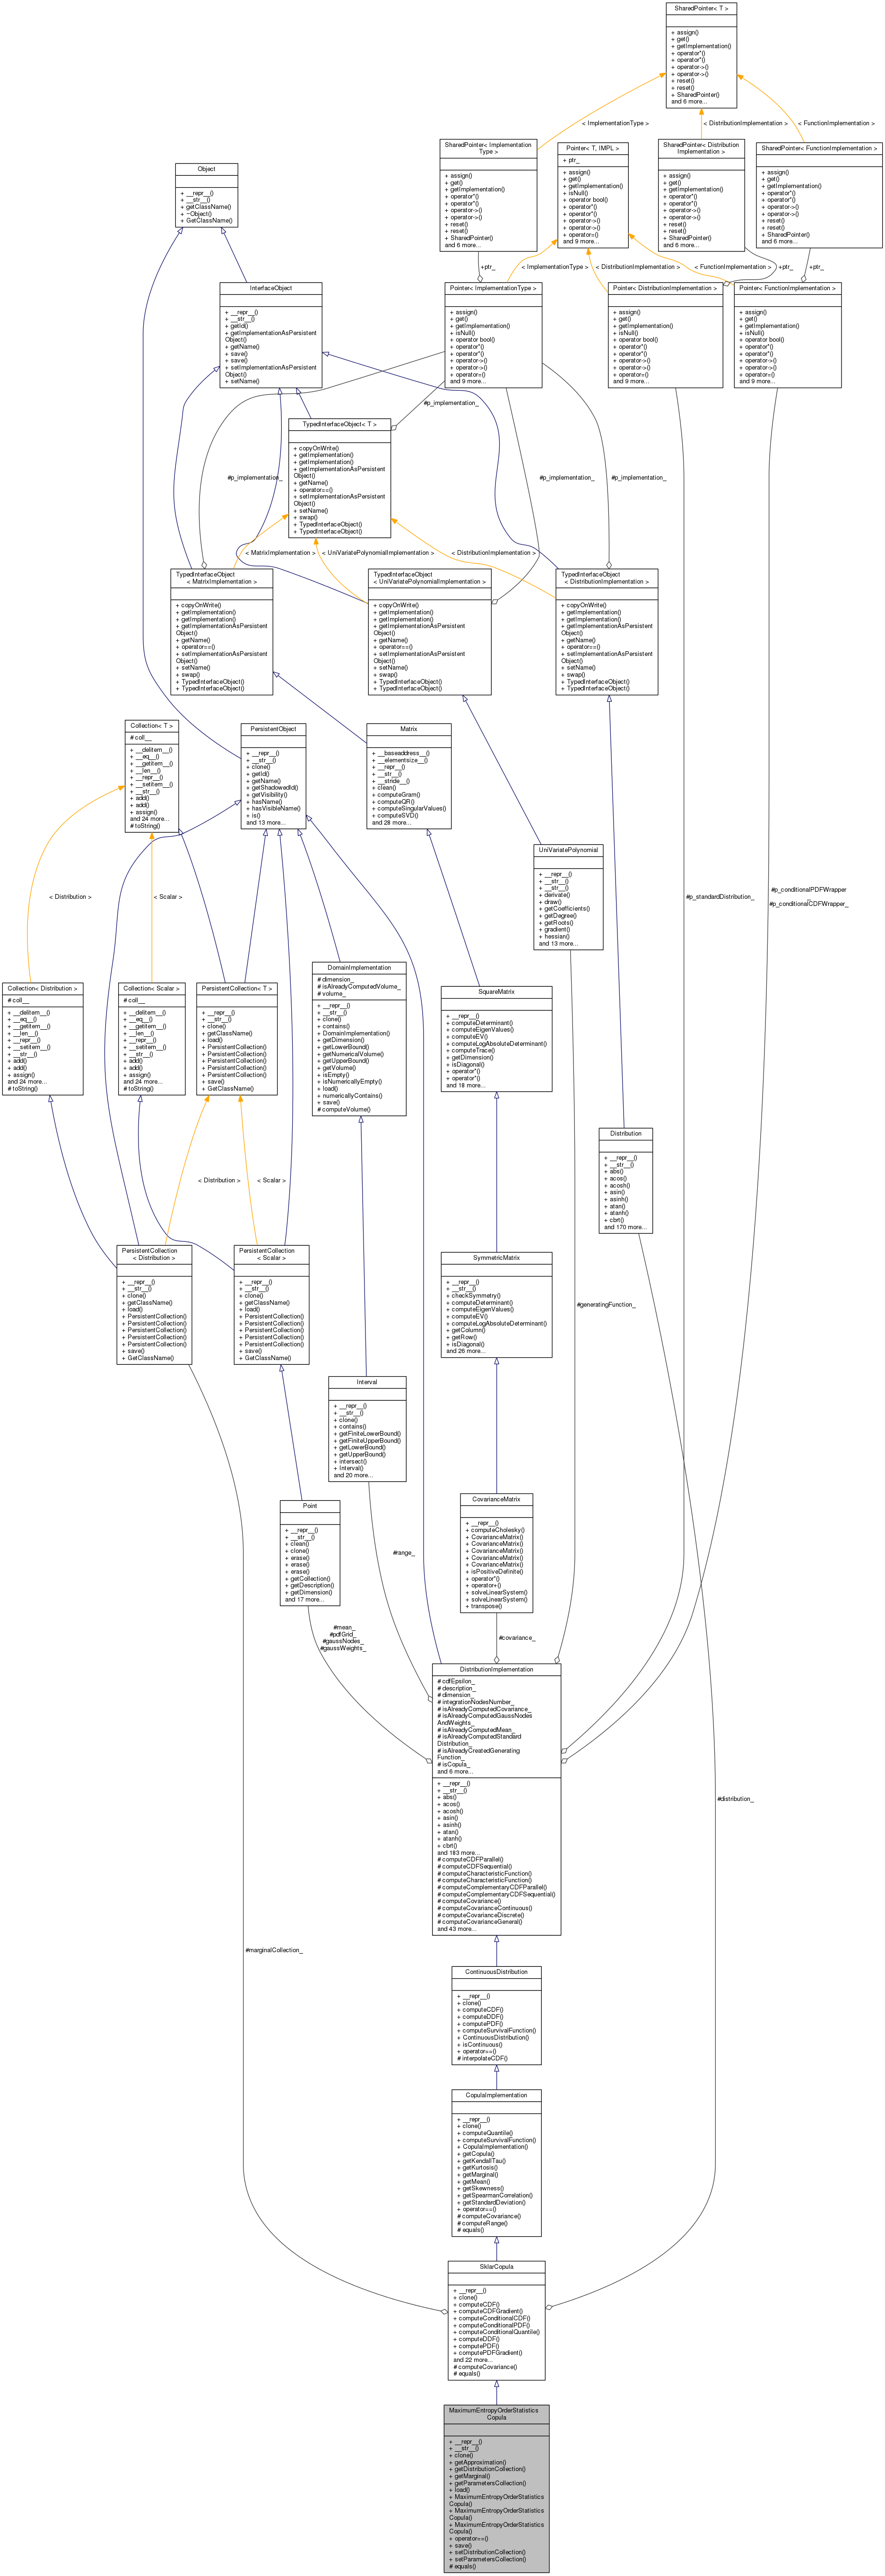 SharedPointer< T >
+ assign()
+ get()
+ getImplementation()
+ operator*()
+ operator*()
+ operator->()
+ operator->()
+ reset()
+ reset()
+ SharedPointer()
and 6 more...
< ImplementationType >
< DistributionImplementation >
< FunctionImplementation >
SharedPointer< Implementation
Type >
+ assign()
+ get()
+ getImplementation()
+ operator*()
+ operator*()
+ operator->()
+ operator->()
+ reset()
+ reset()
+ SharedPointer()
and 6 more...
Pointer< T, IMPL >
+ ptr_
+ assign()
+ get()
+ getImplementation()
+ isNull()
+ operator bool()
+ operator*()
+ operator*()
+ operator->()
+ operator->()
+ operator=()
and 9 more...
SharedPointer< Distribution
Implementation >
+ assign()
+ get()
+ getImplementation()
+ operator*()
+ operator*()
+ operator->()
+ operator->()
+ reset()
+ reset()
+ SharedPointer()
and 6 more...
SharedPointer< FunctionImplementation >
+ assign()
+ get()
+ getImplementation()
+ operator*()
+ operator*()
+ operator->()
+ operator->()
+ reset()
+ reset()
+ SharedPointer()
and 6 more...
Object
+ __repr__()
+ __str__()
+ getClassName()
+ ~Object()
+ GetClassName()
+ptr_
< ImplementationType >
< DistributionImplementation >
< FunctionImplementation >
+ptr_
+ptr_
InterfaceObject
+ __repr__()
+ __str__()
+ getId()
+ getImplementationAsPersistent
Object()
+ getName()
+ save()
+ save()
+ setImplementationAsPersistent
Object()
+ setName()
Pointer< ImplementationType >
+ assign()
+ get()
+ getImplementation()
+ isNull()
+ operator bool()
+ operator*()
+ operator*()
+ operator->()
+ operator->()
+ operator=()
and 9 more...
Pointer< DistributionImplementation >
+ assign()
+ get()
+ getImplementation()
+ isNull()
+ operator bool()
+ operator*()
+ operator*()
+ operator->()
+ operator->()
+ operator=()
and 9 more...
Pointer< FunctionImplementation >
+ assign()
+ get()
+ getImplementation()
+ isNull()
+ operator bool()
+ operator*()
+ operator*()
+ operator->()
+ operator->()
+ operator=()
and 9 more...
#p_implementation_
TypedInterfaceObject< T >
+ copyOnWrite()
+ getImplementation()
+ getImplementation()
+ getImplementationAsPersistent
Object()
+ getName()
+ operator==()
+ setImplementationAsPersistent
Object()
+ setName()
+ swap()
+ TypedInterfaceObject()
+ TypedInterfaceObject()
#p_implementation_
#p_implementation_
#p_implementation_
< MatrixImplementation >
< UniVariatePolynomialImplementation >
< DistributionImplementation >
TypedInterfaceObject
< MatrixImplementation >
+ copyOnWrite()
+ getImplementation()
+ getImplementation()
+ getImplementationAsPersistent
Object()
+ getName()
+ operator==()
+ setImplementationAsPersistent
Object()
+ setName()
+ swap()
+ TypedInterfaceObject()
+ TypedInterfaceObject()
TypedInterfaceObject
< UniVariatePolynomialImplementation >
+ copyOnWrite()
+ getImplementation()
+ getImplementation()
+ getImplementationAsPersistent
Object()
+ getName()
+ operator==()
+ setImplementationAsPersistent
Object()
+ setName()
+ swap()
+ TypedInterfaceObject()
+ TypedInterfaceObject()
TypedInterfaceObject
< DistributionImplementation >
+ copyOnWrite()
+ getImplementation()
+ getImplementation()
+ getImplementationAsPersistent
Object()
+ getName()
+ operator==()
+ setImplementationAsPersistent
Object()
+ setName()
+ swap()
+ TypedInterfaceObject()
+ TypedInterfaceObject()
Collection< T >
# coll__
+ __delitem__()
+ __eq__()
+ __getitem__()
+ __len__()
+ __repr__()
+ __setitem__()
+ __str__()
+ add()
+ add()
+ assign()
and 24 more...
# toString()
PersistentObject
+ __repr__()
+ __str__()
+ clone()
+ getId()
+ getName()
+ getShadowedId()
+ getVisibility()
+ hasName()
+ hasVisibleName()
+ is()
and 13 more...
Matrix
+ __baseaddress__()
+ __elementsize__()
+ __repr__()
+ __str__()
+ __stride__()
+ clean()
+ computeGram()
+ computeQR()
+ computeSingularValues()
+ computeSVD()
and 28 more...
UniVariatePolynomial
+ __repr__()
+ __str__()
+ __str__()
+ derivate()
+ draw()
+ getCoefficients()
+ getDegree()
+ getRoots()
+ gradient()
+ hessian()
and 13 more...
< Distribution >
< Scalar >
#p_standardDistribution_
#p_conditionalPDFWrapper
_
#p_conditionalCDFWrapper_
Collection< Distribution >
# coll__
+ __delitem__()
+ __eq__()
+ __getitem__()
+ __len__()
+ __repr__()
+ __setitem__()
+ __str__()
+ add()
+ add()
+ assign()
and 24 more...
# toString()
Collection< Scalar >
# coll__
+ __delitem__()
+ __eq__()
+ __getitem__()
+ __len__()
+ __repr__()
+ __setitem__()
+ __str__()
+ add()
+ add()
+ assign()
and 24 more...
# toString()
PersistentCollection< T >
+ __repr__()
+ __str__()
+ clone()
+ getClassName()
+ load()
+ PersistentCollection()
+ PersistentCollection()
+ PersistentCollection()
+ PersistentCollection()
+ PersistentCollection()
+ save()
+ GetClassName()
DomainImplementation
# dimension_
# isAlreadyComputedVolume_
# volume_
+ __repr__()
+ __str__()
+ clone()
+ contains()
+ DomainImplementation()
+ getDimension()
+ getLowerBound()
+ getNumericalVolume()
+ getUpperBound()
+ getVolume()
+ isEmpty()
+ isNumericallyEmpty()
+ load()
+ numericallyContains()
+ save()
# computeVolume()
SquareMatrix
+ __repr__()
+ computeDeterminant()
+ computeEigenValues()
+ computeEV()
+ computeLogAbsoluteDeterminant()
+ computeTrace()
+ getDimension()
+ isDiagonal()
+ operator*()
+ operator*()
and 18 more...
Distribution
+ __repr__()
+ __str__()
+ abs()
+ acos()
+ acosh()
+ asin()
+ asinh()
+ atan()
+ atanh()
+ cbrt()
and 170 more...
< Distribution >
< Scalar >
PersistentCollection
< Distribution >
+ __repr__()
+ __str__()
+ clone()
+ getClassName()
+ load()
+ PersistentCollection()
+ PersistentCollection()
+ PersistentCollection()
+ PersistentCollection()
+ PersistentCollection()
+ save()
+ GetClassName()
PersistentCollection
< Scalar >
+ __repr__()
+ __str__()
+ clone()
+ getClassName()
+ load()
+ PersistentCollection()
+ PersistentCollection()
+ PersistentCollection()
+ PersistentCollection()
+ PersistentCollection()
+ save()
+ GetClassName()
SymmetricMatrix
+ __repr__()
+ __str__()
+ checkSymmetry()
+ computeDeterminant()
+ computeEigenValues()
+ computeEV()
+ computeLogAbsoluteDeterminant()
+ getColumn()
+ getRow()
+ isDiagonal()
and 26 more...
#generatingFunction_
Interval
+ __repr__()
+ __str__()
+ clone()
+ contains()
+ getFiniteLowerBound()
+ getFiniteUpperBound()
+ getLowerBound()
+ getUpperBound()
+ intersect()
+ Interval()
and 20 more...
Point
+ __repr__()
+ __str__()
+ clean()
+ clone()
+ erase()
+ erase()
+ erase()
+ getCollection()
+ getDescription()
+ getDimension()
and 17 more...
CovarianceMatrix
+ __repr__()
+ computeCholesky()
+ CovarianceMatrix()
+ CovarianceMatrix()
+ CovarianceMatrix()
+ CovarianceMatrix()
+ CovarianceMatrix()
+ isPositiveDefinite()
+ operator*()
+ operator+()
+ solveLinearSystem()
+ solveLinearSystem()
+ transpose()
#range_
#mean_
#pdfGrid_
#gaussNodes_
#gaussWeights_
#covariance_
DistributionImplementation
# cdfEpsilon_
# description_
# dimension_
# integrationNodesNumber_
# isAlreadyComputedCovariance_
# isAlreadyComputedGaussNodes
AndWeights_
# isAlreadyComputedMean_
# isAlreadyComputedStandard
Distribution_
# isAlreadyCreatedGenerating
Function_
# isCopula_
and 6 more...
+ __repr__()
+ __str__()
+ abs()
+ acos()
+ acosh()
+ asin()
+ asinh()
+ atan()
+ atanh()
+ cbrt()
and 183 more...
# computeCDFParallel()
# computeCDFSequential()
# computeCharacteristicFunction()
# computeCharacteristicFunction()
# computeComplementaryCDFParallel()
# computeComplementaryCDFSequential()
# computeCovariance()
# computeCovarianceContinuous()
# computeCovarianceDiscrete()
# computeCovarianceGeneral()
and 43 more...
#distribution_
#marginalCollection_
ContinuousDistribution
+ __repr__()
+ clone()
+ computeCDF()
+ computeDDF()
+ computePDF()
+ computeSurvivalFunction()
+ ContinuousDistribution()
+ isContinuous()
+ operator==()
# interpolateCDF()
CopulaImplementation
+ __repr__()
+ clone()
+ computeQuantile()
+ computeSurvivalFunction()
+ CopulaImplementation()
+ getCopula()
+ getKendallTau()
+ getKurtosis()
+ getMarginal()
+ getMean()
+ getSkewness()
+ getSpearmanCorrelation()
+ getStandardDeviation()
+ operator==()
# computeCovariance()
# computeRange()
# equals()
SklarCopula
+ __repr__()
+ clone()
+ computeCDF()
+ computeCDFGradient()
+ computeConditionalCDF()
+ computeConditionalPDF()
+ computeConditionalQuantile()
+ computeDDF()
+ computePDF()
+ computePDFGradient()
and 22 more...
# computeCovariance()
# equals()
MaximumEntropyOrderStatistics
Copula
+ __repr__()
+ __str__()
+ clone()
+ getApproximation()
+ getDistributionCollection()
+ getMarginal()
+ getParametersCollection()
+ load()
+ MaximumEntropyOrderStatistics
Copula()
+ MaximumEntropyOrderStatistics
Copula()
+ MaximumEntropyOrderStatistics
Copula()
+ operator==()
+ save()
+ setDistributionCollection()
+ setParametersCollection()
# equals()